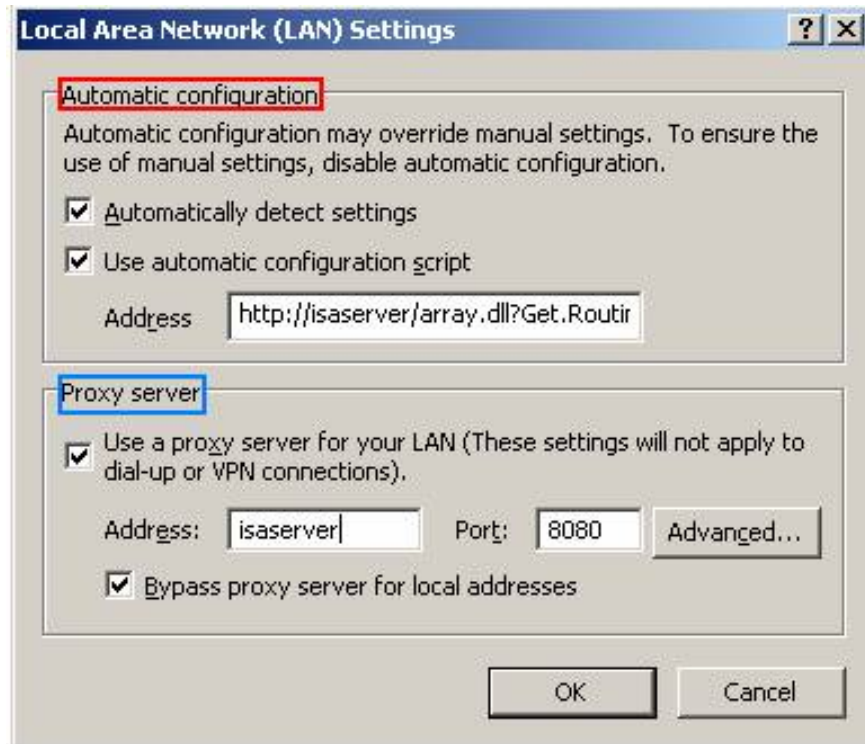 Local Area Network (LAN) Settings
Automatic configuration
Automatic configuration may override manual settings. To ensure the
use of manual settings, disable automatic configuration.
Automatically detect settings
Use automatic configuration script
Address http://isaserver/array.dll?Get.Routin
Proxy server
Use a proxy server for your LAN (These settings will not apply to
dial-up or VPN connections).
Address: isaserver Port: 8080 Advanced...
Bypass proxy server for local addresses
OK Cancel